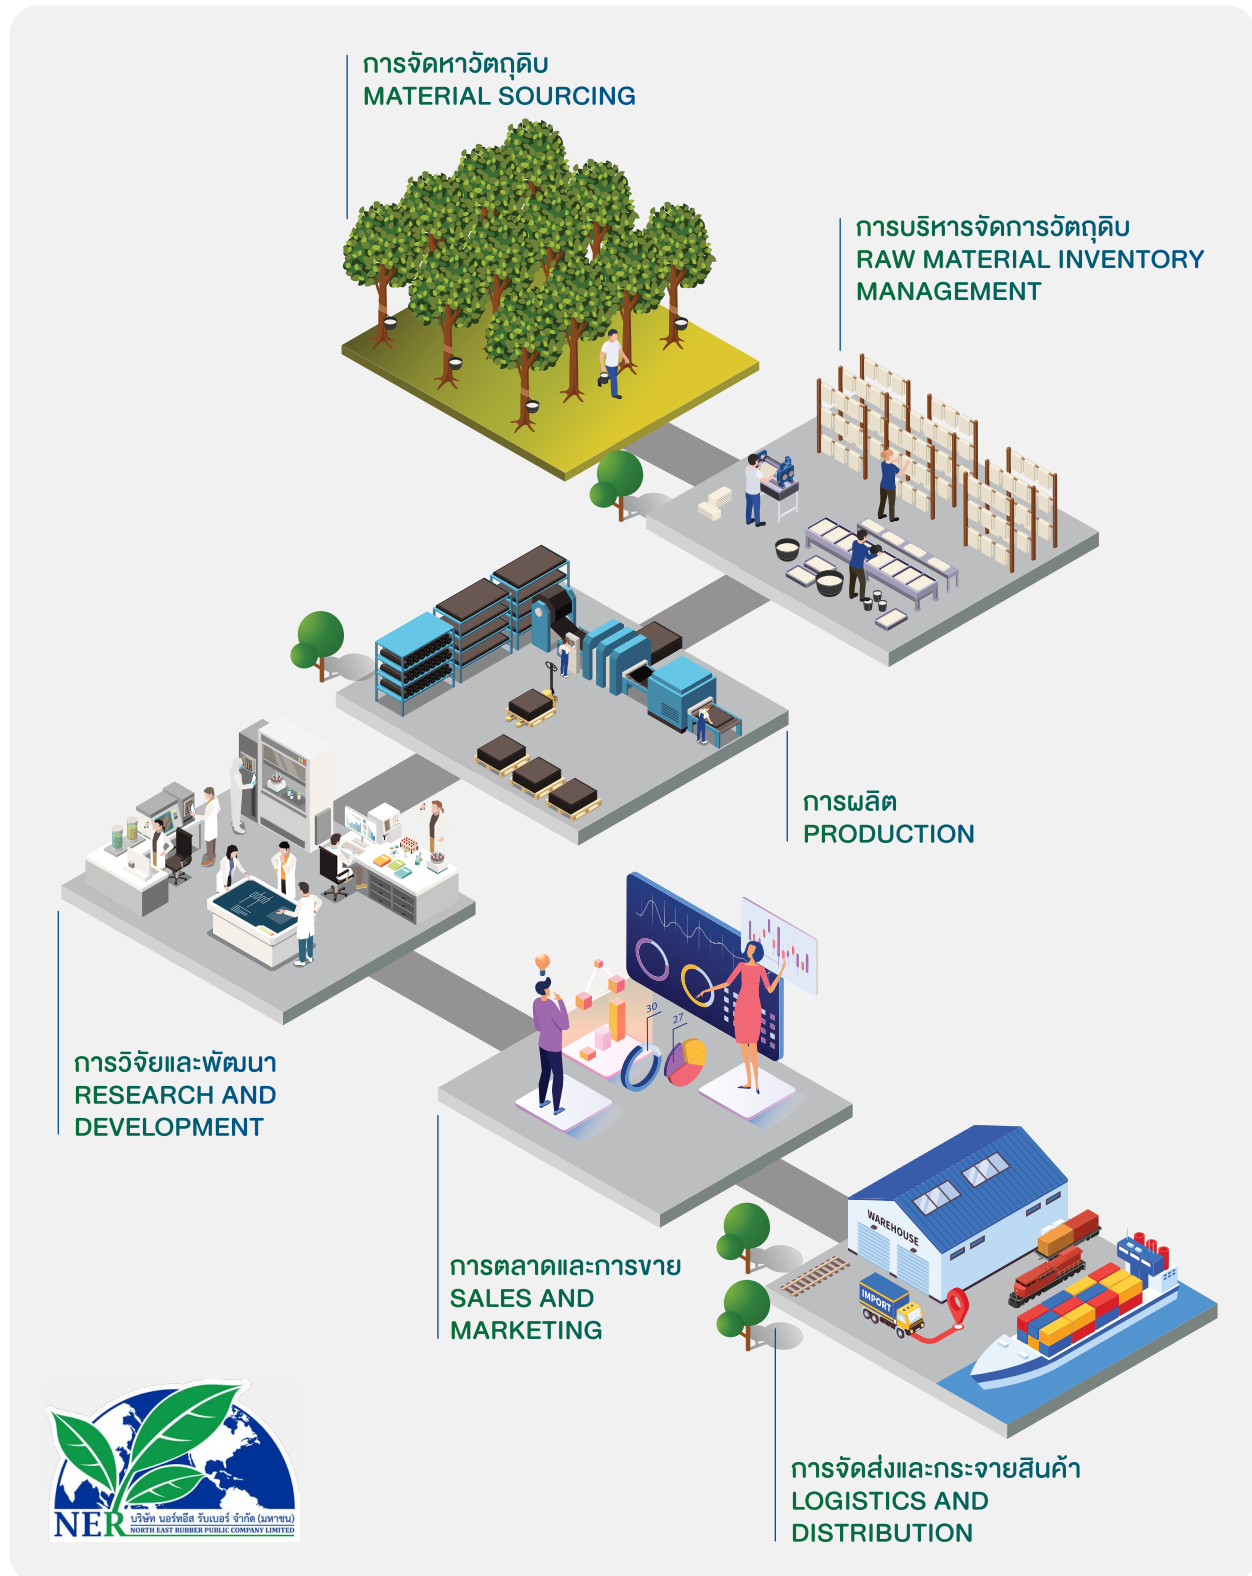 การจัดหาวัตถุดิบ
MATERIAL SOURCING
การบริหารจัดการวัตถุดิบ
RAW MATERIAL INVENTORY
MANAGEMENT
การผลิต
PRODUCTION
30
27
การวิจัยและพัฒนา
RESEARCH AND
DEVELOPMENT
WAREHOUSE
IMPORT
การตลาดและการขาย
SALES AND
MARKETING
การจัดส่งและกระจายสินค้า
LOGISTICS AND
DISTRIBUTION
NER
บริษัท นอร์ทอีส รับเบอร์ จำกัด (มหาชน)
NORTH EAST RUBBER PUBLIC COMPANY LIMITED